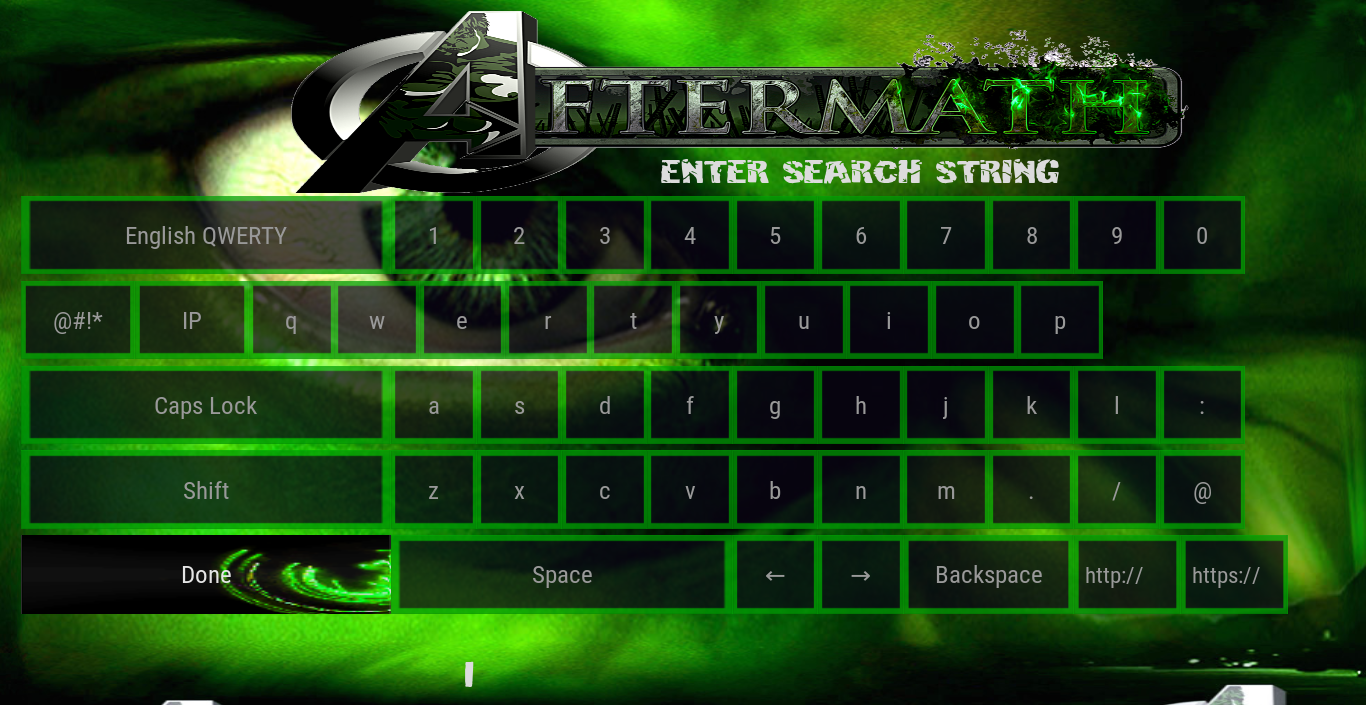 AFTERMATH
ENTER SEARCH STRING
English QWERTY 1 2 3 4 5 6 7 8 9 0
@#!* IP q w e r t y u i o p
Caps Lock a s d f g h j k l :
Shift z x c v b n m . / @
Done Space ← → Backspace http:// https://